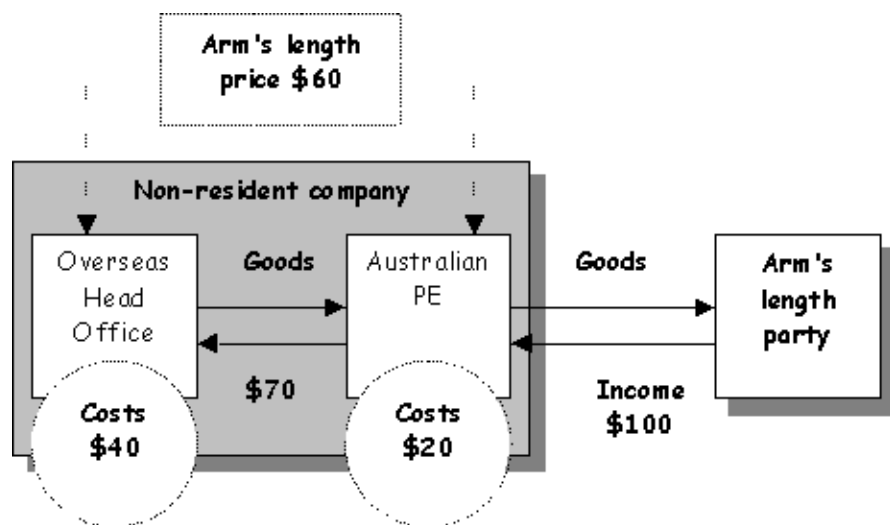 Arm's length
price $60
Non-resident company
Overseas
Head
Office
Goods
Australian
PE
Goods
Arm's
length
party
$70
Income
$100
Costs
$40
Costs
$20